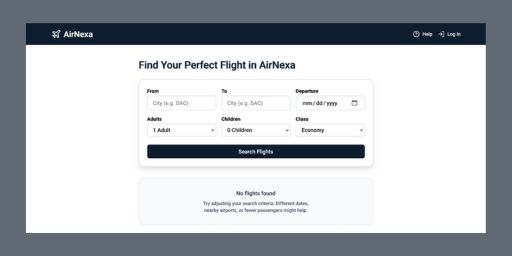 AirNexa
Help Log In
Find Your Perfect Flight in AirNexa
From To Departure
City (e.g. DAC) City (e.g. DAC) mm/dd/yyyy
Adults Children Class
1 Adult 0 Children Economy
Search Flights
No flights found
Try adjusting your search criteria. Different dates,
nearby airports, or fewer passengers might help.